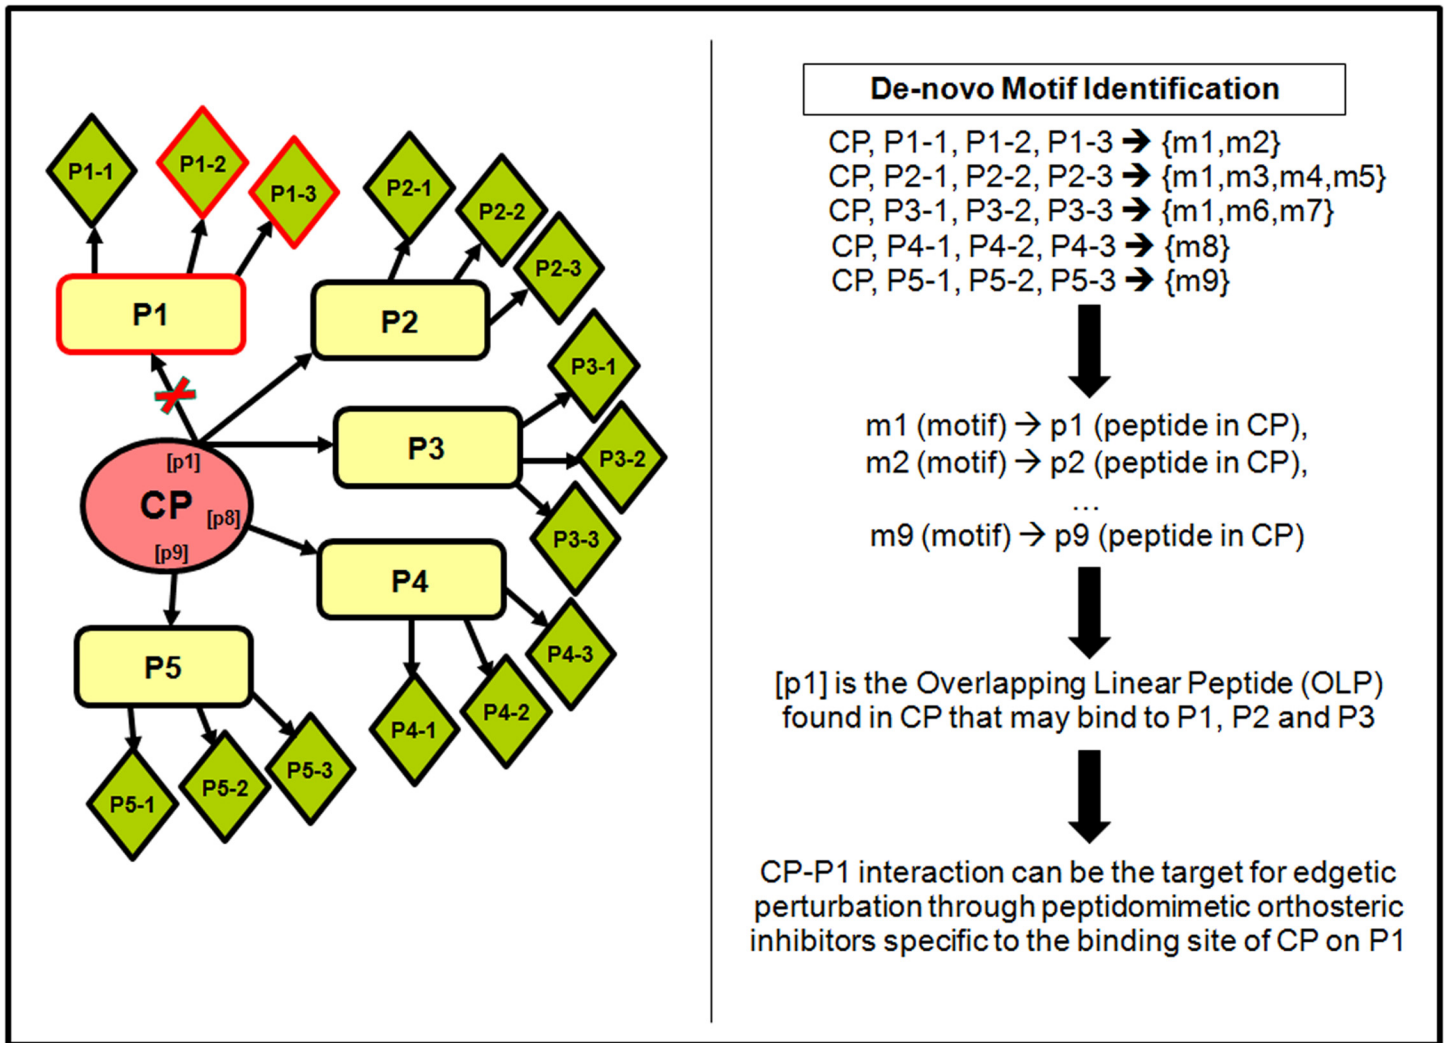 P1-1
P1-2
P1-3
P2-1
P2-2
P2-3
P1
P2
P3-1
P3
P3-2
[p1]
CP
[p8]
[p9]
P3-3
P4
P5
P4-3
P4-2
P4-1
P5-3
P5-2
P5-1
De-novo Motif Identification
CP, P1-1, P1-2, P1-3 → {m1,m2}
CP, P2-1, P2-2, P2-3 → {m1,m3,m4,m5}
CP, P3-1, P3-2, P3-3 → {m1,m6,m7}
CP, P4-1, P4-2, P4-3 → {m8}
CP, P5-1, P5-2, P5-3 → {m9}
m1 (motif) → p1 (peptide in CP),
m2 (motif) → p2 (peptide in CP),
...
m9 (motif) → p9 (peptide in CP)
[p1] is the Overlapping Linear Peptide (OLP)
found in CP that may bind to P1, P2 and P3
CP-P1 interaction can be the target for edgetic
perturbation through peptidomimetic orthosteric
inhibitors specific to the binding site of CP on P1